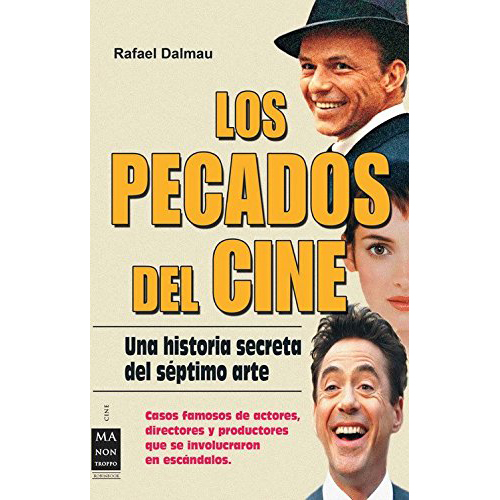 Rafael Dalmau
LOS
PECADOS
DEL CINE
Una historia secreta
del séptimo arte
Casos famosos de actores,
directores y productores
que se involucraron
en escándalos.
CINE
MA
NON
TROPPO
ROBINBOOK